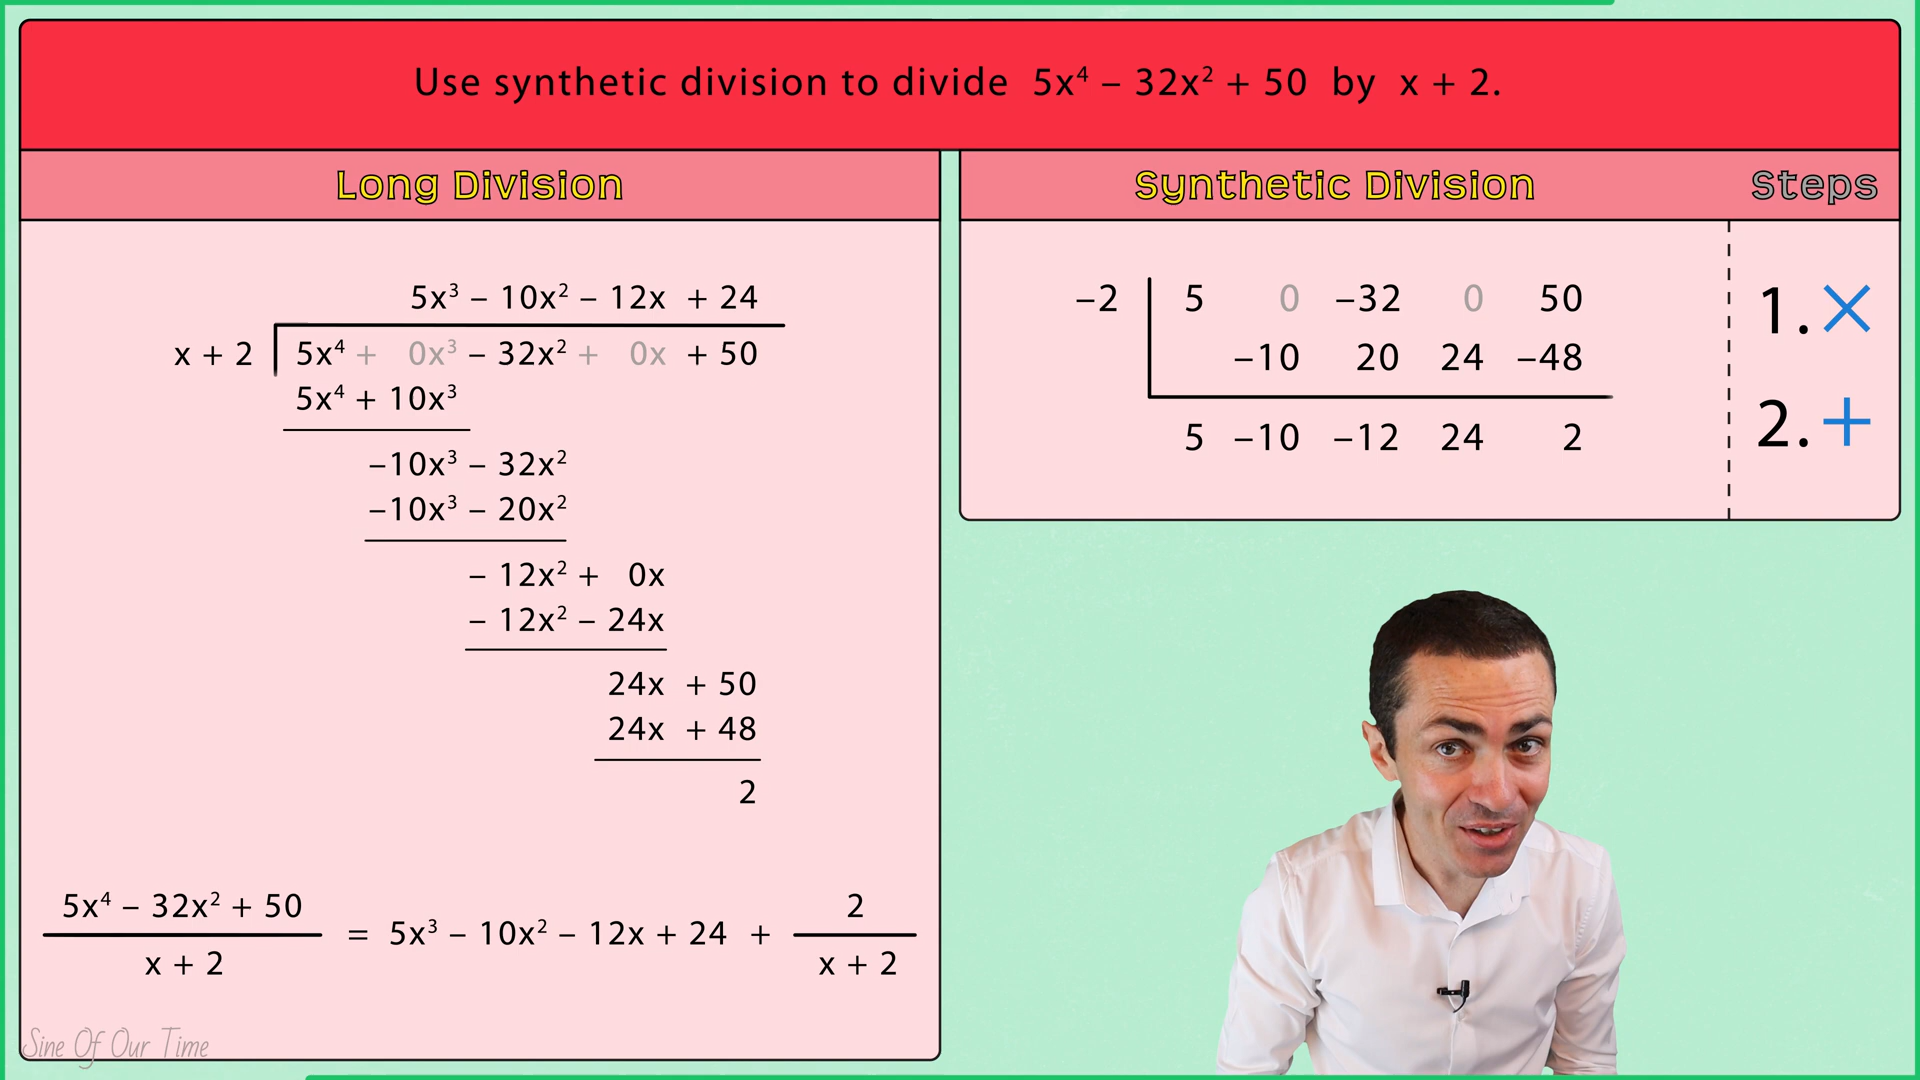 Use synthetic division to divide 5x⁴ – 32x² + 50 by x + 2.
Long Division
5x³ – 10x² – 12x + 24
x + 2 5x⁴ + 0x³ – 32x² + 0x + 50
5x⁴ + 10x³
–10x³ – 32x²
–10x³ – 20x²
– 12x² + 0x
– 12x² – 24x
24x + 50
24x + 48
2
5x⁴ – 32x² + 50
x + 2
= 5x³ – 10x² – 12x + 24 +
2
x + 2
Sine Of Our Time
Synthetic Division
–2 5 0 –32 0 50
–10 20 24 –48
5 –10 –12 24 2
Steps
1. ×
2. +